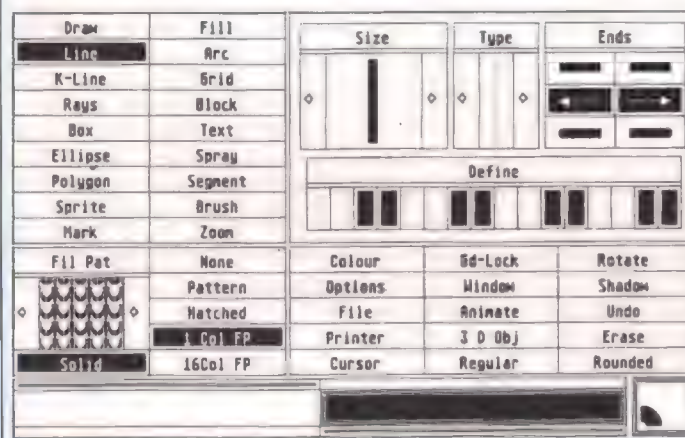 Draw Fill
Line Arc
K-Line Grid
Rays Block
Box Text
Ellipse Spray
Polygon Segment
Sprite Brush
Mark Zoom
Size Type Ends
Define
Fil Pat None Colour Gd-Lock Rotate
Pattern Options Window Shadow
Hatched File Animate Undo
1 Col FP Printer 3 D Obj Erase
Solid 16Col FP Cursor Regular Rounded